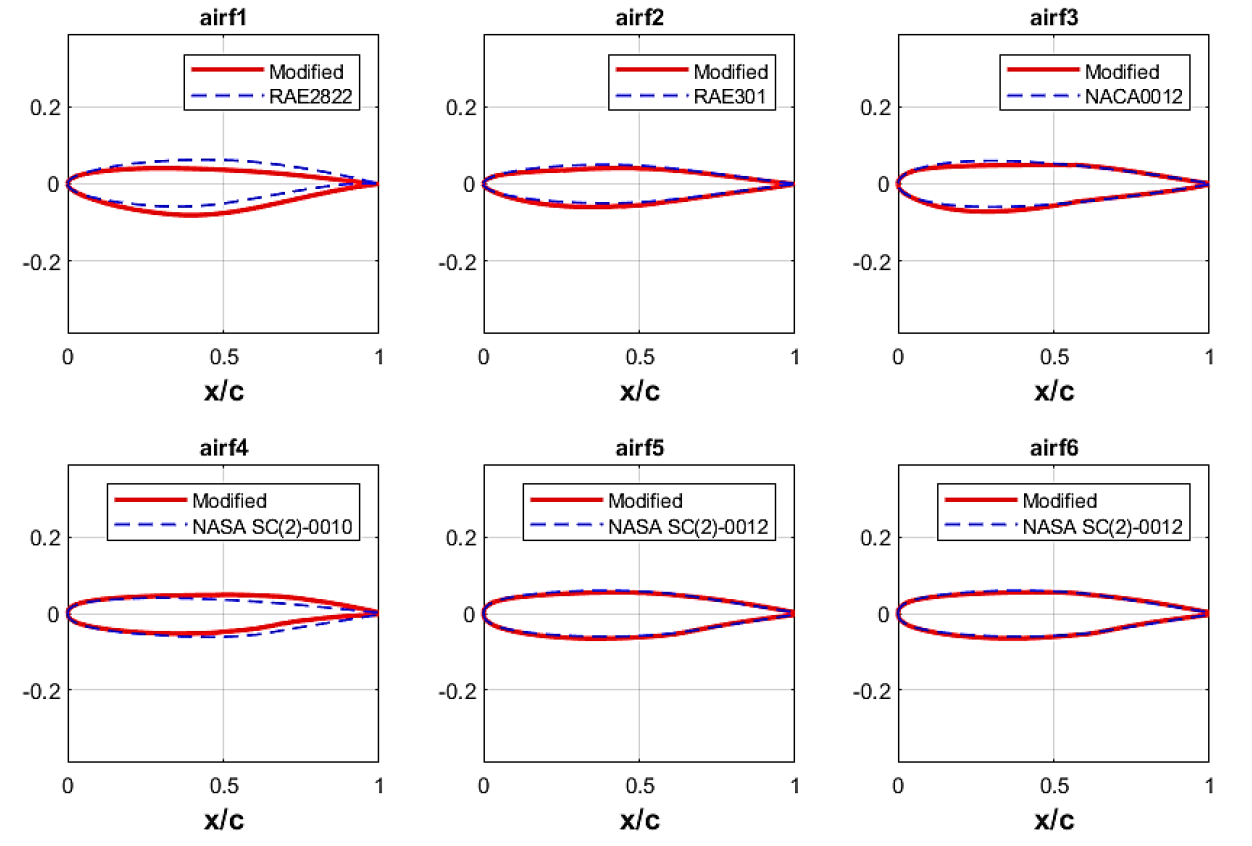 airf1
Modified
RAE2822
0.2
0
-0.2
0
0.5
1
x/c
airf2
Modified
RAE301
0.2
0
-0.2
0
0.5
1
x/c
airf3
Modified
NACA0012
0.2
0
-0.2
0
0.5
1
x/c
airf4
Modified
NASA SC(2)-0010
0.2
0
-0.2
0
0.5
1
x/c
airf5
Modified
NASA SC(2)-0012
0.2
0
-0.2
0
0.5
1
x/c
airf6
Modified
NASA SC(2)-0012
0.2
0
-0.2
0
0.5
1
x/c